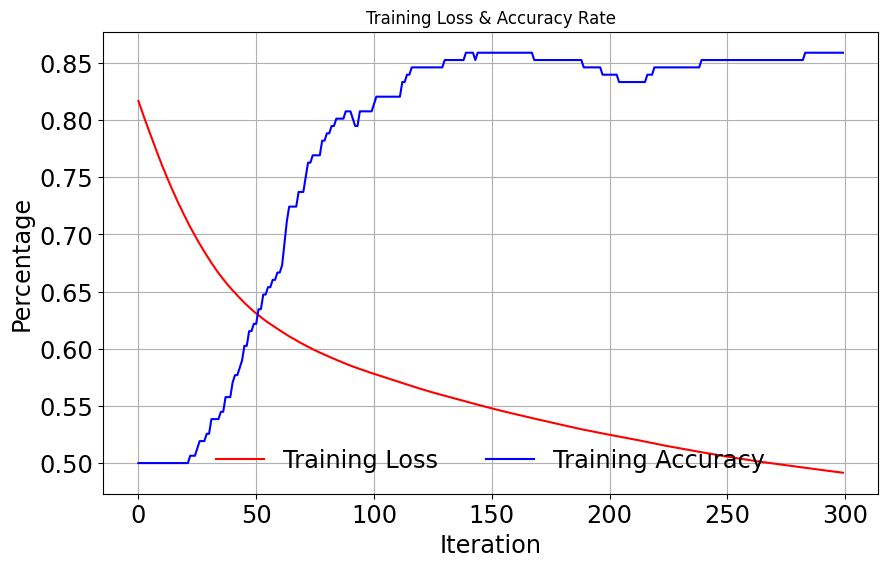 Training Loss & Accuracy Rate
0.85
0.80
0.75
0.70
0.65
0.60
0.55
0.50
Percentage
Training Loss Training Accuracy
0 50 100 150 200 250 300
Iteration